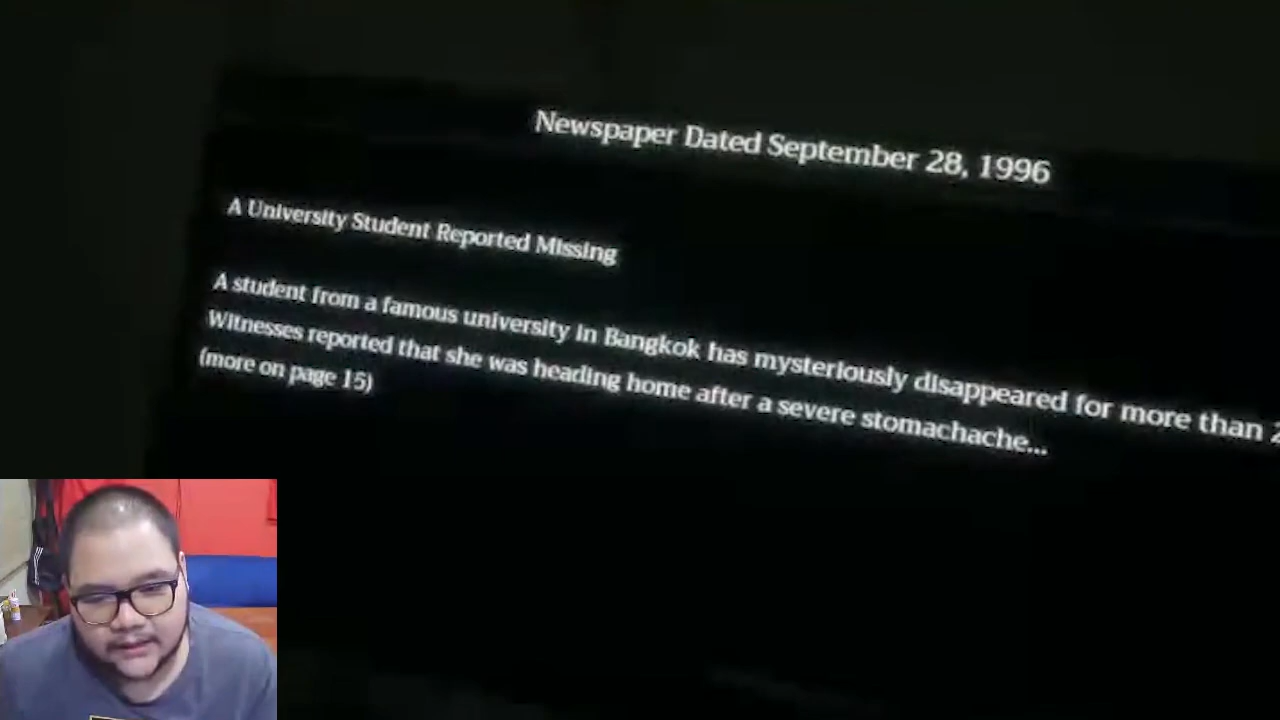 Newspaper Dated September 28, 1996
A University Student Reported Missing
A student from a famous university in Bangkok has mysteriously disappeared for more than 2
Witnesses reported that she was heading home after a severe stomachache...
(more on page 15)